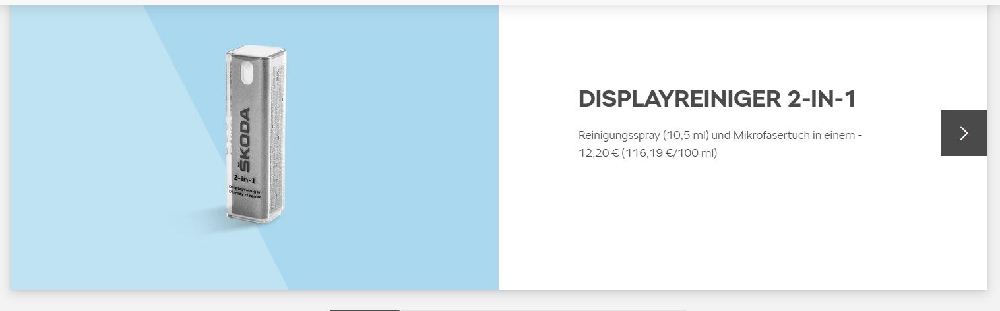 ŠKODA
2-in-1
Displayreiniger
Display cleaner
DISPLAYREINIGER 2-IN-1
Reinigungsspray (10,5 ml) und Mikrofasertuch in einem -
12,20 € (116,19 €/100 ml)